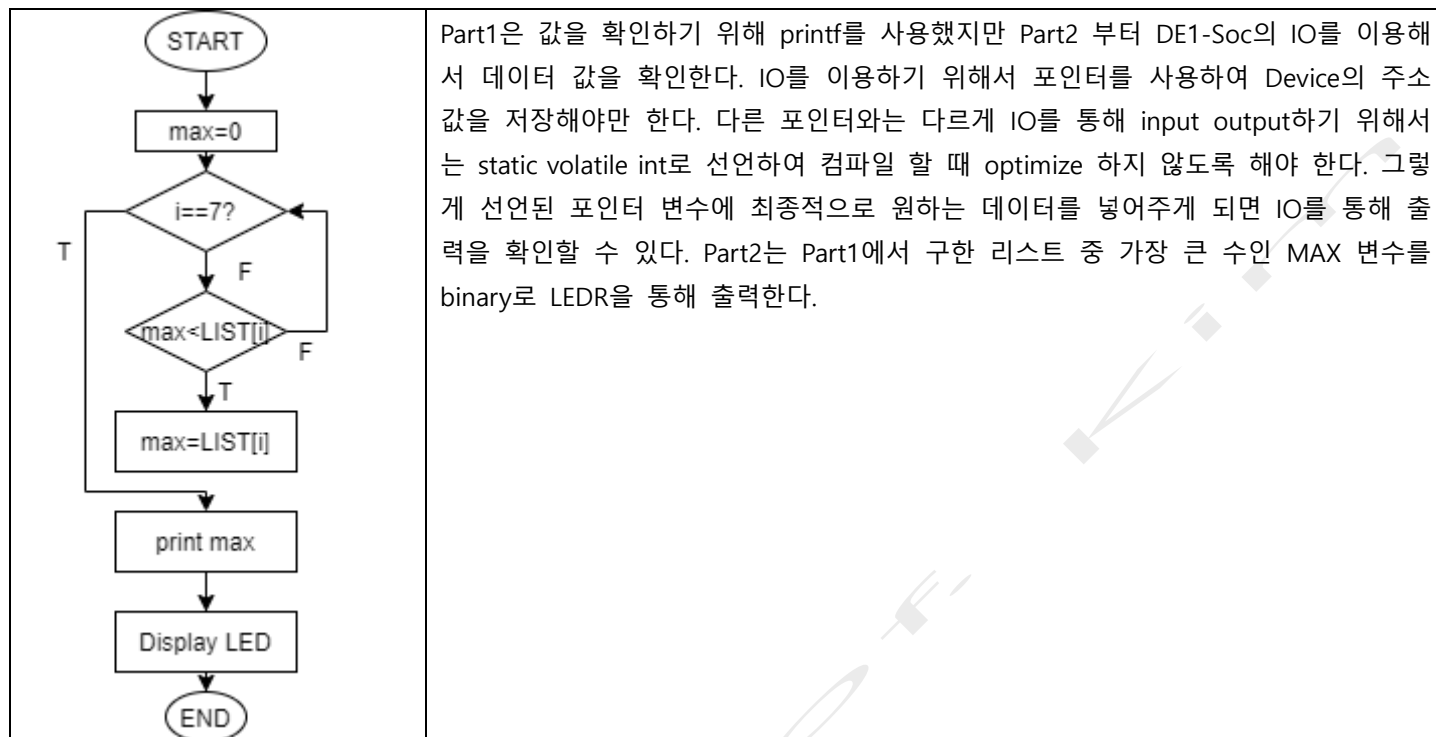 START
max=0
i==7?
T
F
max<LIST[i]
F
T
max=LIST[i]
print max
Display LED
END
Part1은 값을 확인하기 위해 printf를 사용했지만 Part2 부터 DE1-Soc의 IO를 이용해
서 데이터 값을 확인한다. IO를 이용하기 위해서 포인터를 사용하여 Device의 주소
값을 저장해야만 한다. 다른 포인터와는 다르게 IO를 통해 input output하기 위해서
는 static volatile int로 선언하여 컴파일 할 때 optimize 하지 않도록 해야 한다. 그렇
게 선언된 포인터 변수에 최종적으로 원하는 데이터를 넣어주게 되면 IO를 통해 출
력을 확인할 수 있다. Part2는 Part1에서 구한 리스트 중 가장 큰 수인 MAX 변수를
binary로 LEDR을 통해 출력한다.